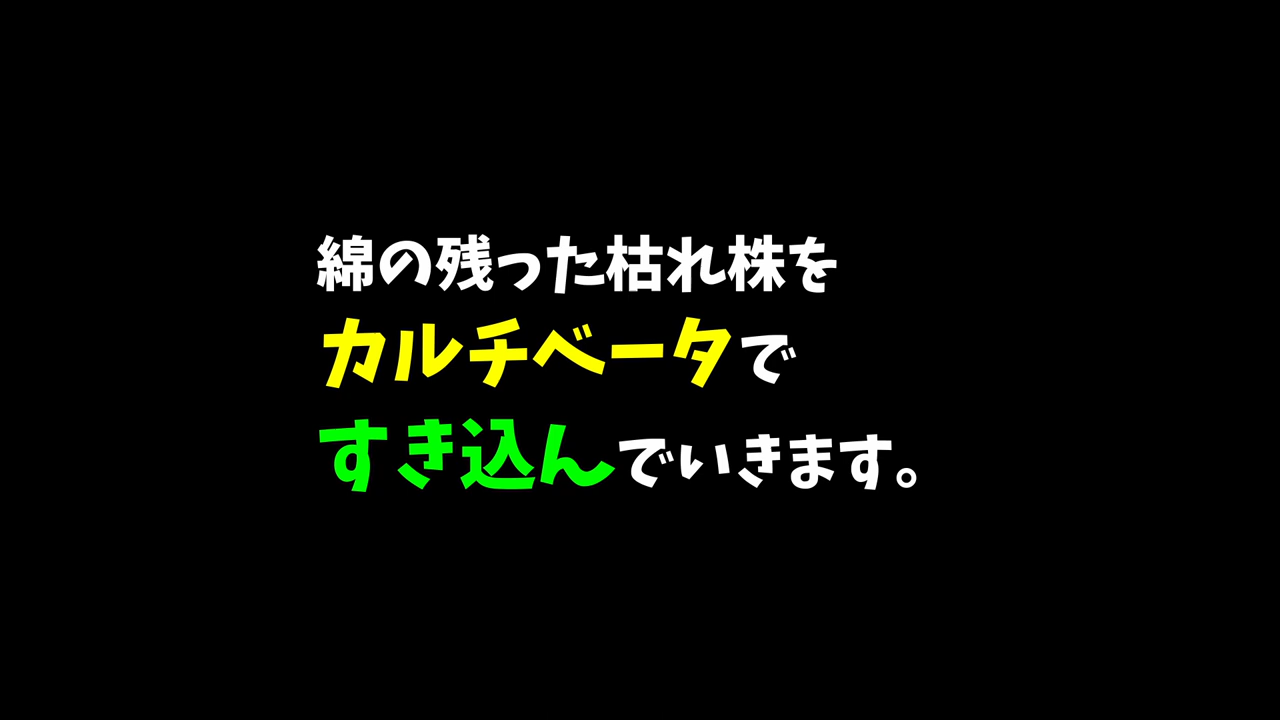 綿の残った枯れ株を
カルチベータで
すき込んでいきます。